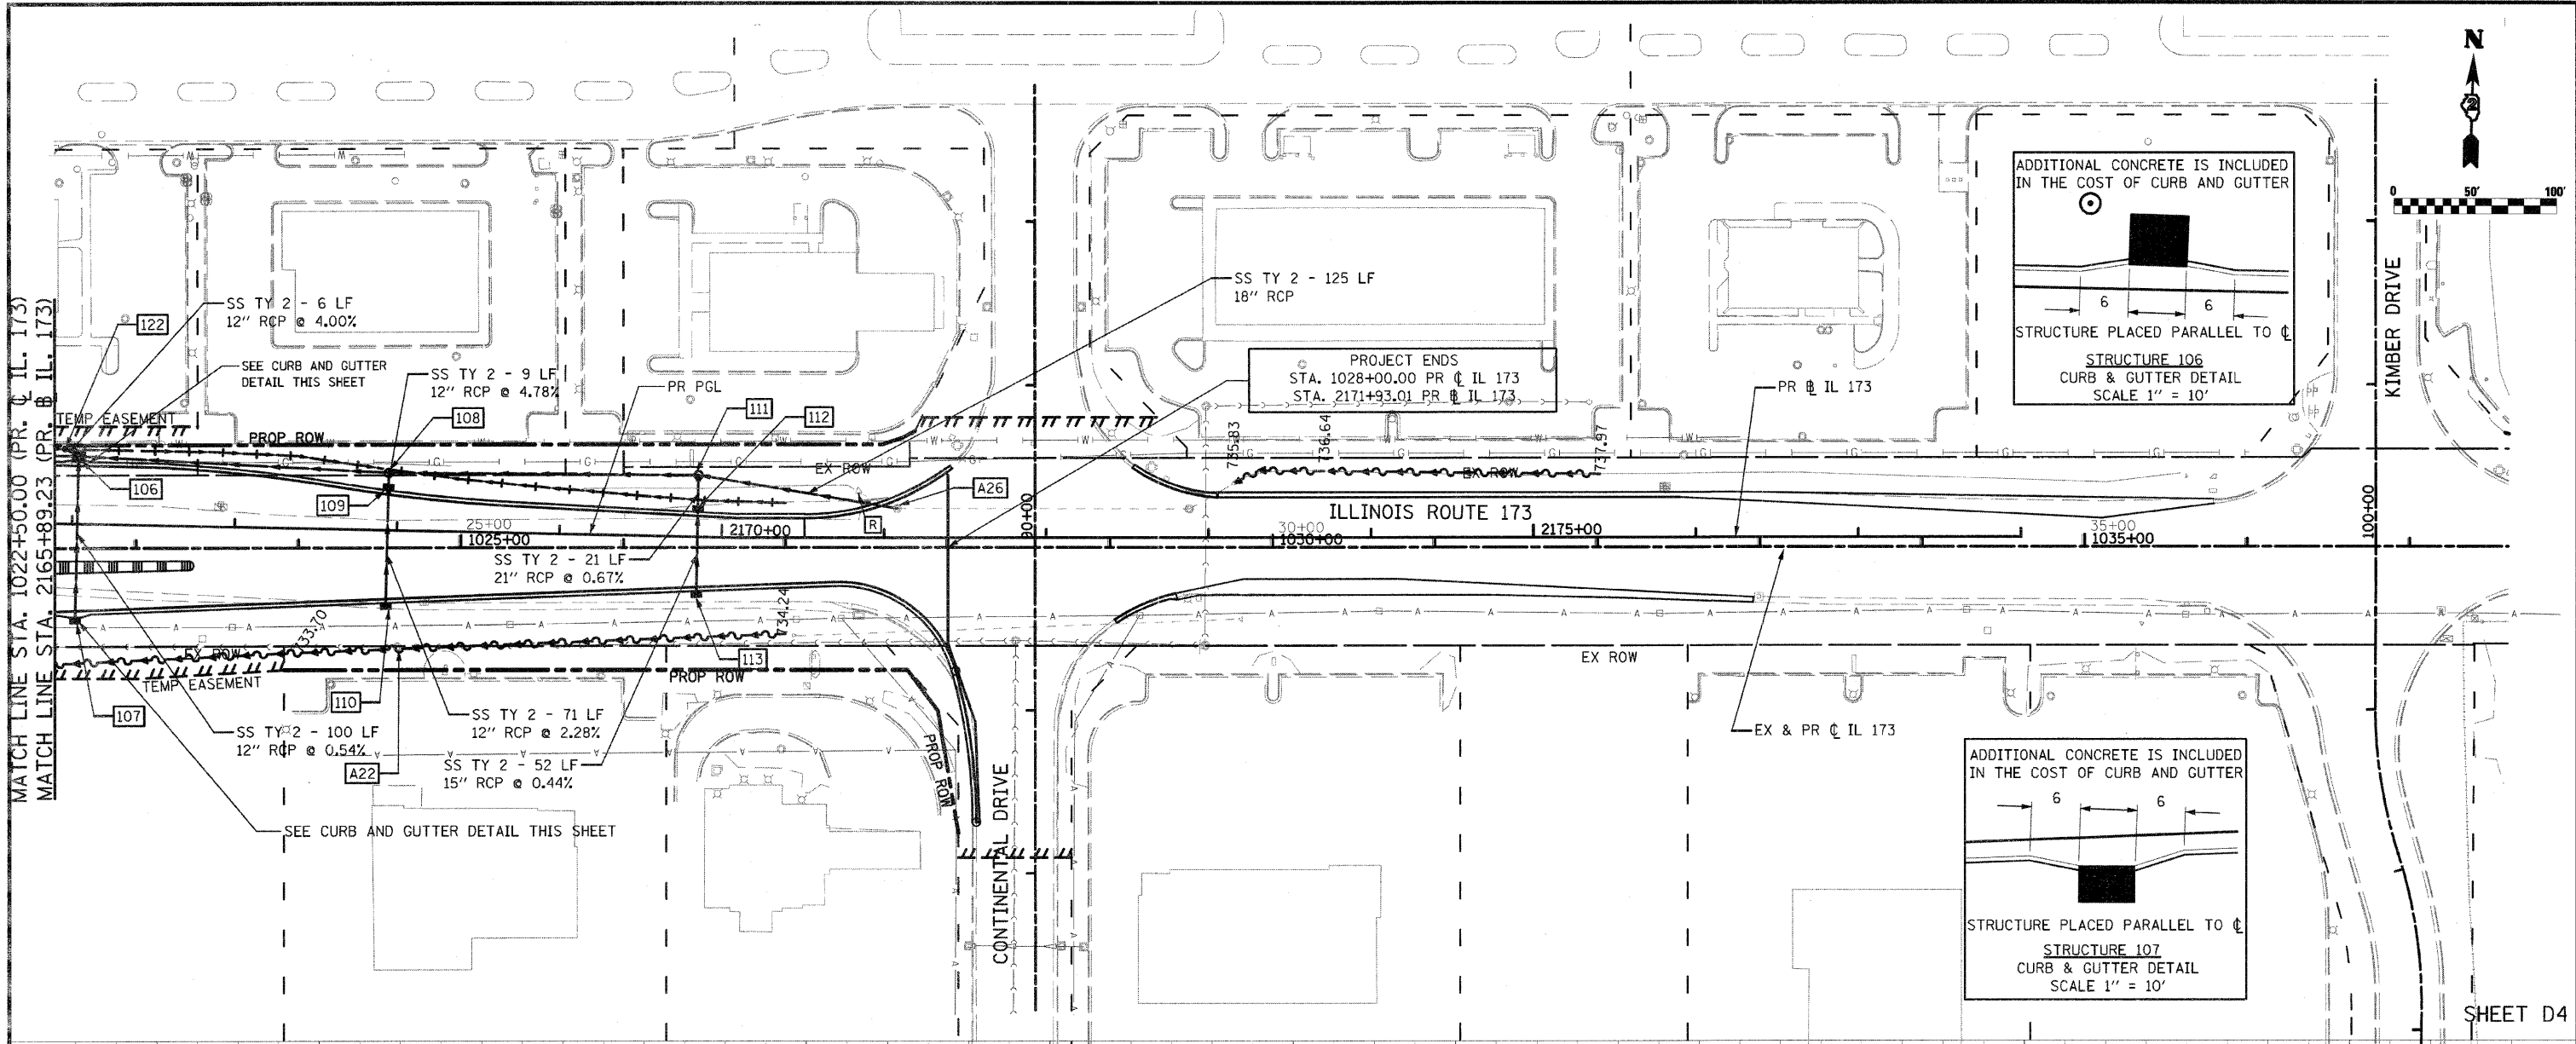 N
2
0 50' 100'
ADDITIONAL CONCRETE IS INCLUDED
IN THE COST OF CURB AND GUTTER
6 6
STRUCTURE PLACED PARALLEL TO ℄
STRUCTURE 106
CURB & GUTTER DETAIL
SCALE 1" = 10'
KIMBER DRIVE
MATCH LINE STA. 1022+50.00 (PR. ℄ IL. 173)
MATCH LINE STA. 2165+89.23 (PR. B IL. 173)
122
SS TY 2 - 6 LF
12" RCP @ 4.00%
SEE CURB AND GUTTER
DETAIL THIS SHEET
SS TY 2 - 9 LF
12" RCP @ 4.78%
108
PR PGL
111
112
SS TY 2 - 125 LF
18" RCP
PROJECT ENDS
STA. 1028+00.00 PR ℄ IL 173
STA. 2171+93.01 PR B IL 173
PR B IL 173
TEMP EASEMENT
PROP ROW
EX ROW
735.83
736.64
737.97
EX ROW
106
109
A26
R
ILLINOIS ROUTE 173
25+00
1025+00
2170+00
90+00
30+00
1030+00
2175+00
35+00
1035+00
100+00
SS TY 2 - 21 LF
21" RCP @ 0.67%
733.70
734.24
EX ROW
TEMP EASEMENT
113
PROP ROW
EX ROW
107
110
SS TY 2 - 100 LF
12" RCP @ 0.54%
SS TY 2 - 71 LF
12" RCP @ 2.28%
A22
SS TY 2 - 52 LF
15" RCP @ 0.44%
PROP ROW
EX & PR ℄ IL 173
SEE CURB AND GUTTER DETAIL THIS SHEET
CONTINENTAL DRIVE
ADDITIONAL CONCRETE IS INCLUDED
IN THE COST OF CURB AND GUTTER
6 6
STRUCTURE PLACED PARALLEL TO ℄
STRUCTURE 107
CURB & GUTTER DETAIL
SCALE 1" = 10'
SHEET D4